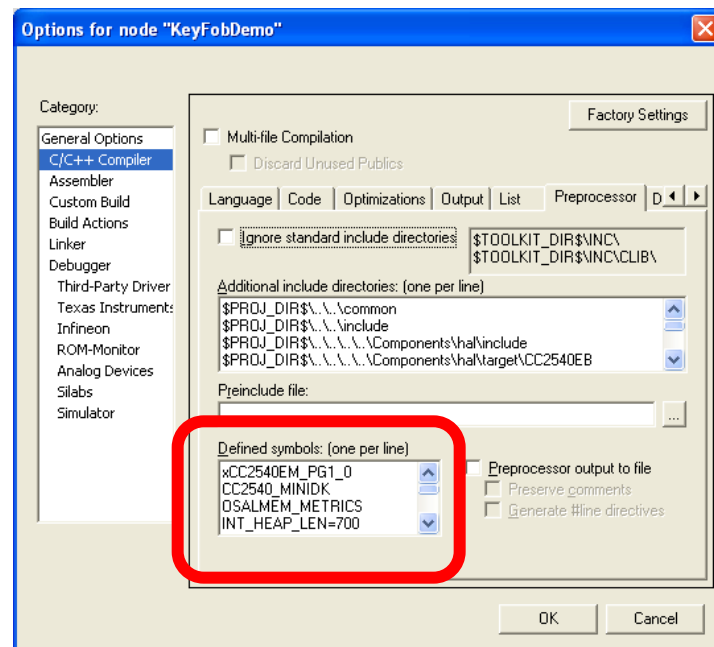 Options for node "KeyFobDemo"
Category:
General Options
C/C++ Compiler
Assembler
Custom Build
Build Actions
Linker
Debugger
Third-Party Driver
Texas Instruments
Infineon
ROM-Monitor
Analog Devices
Silabs
Simulator
Factory Settings
Multi-file Compilation
Discard Unused Publics
Language
Code
Optimizations
Output
List
Preprocessor
D
Ignore standard include directories
$TOOLKIT_DIR$\INC\
$TOOLKIT_DIR$\INC\CLIB\
Additional include directories: (one per line)
$PROJ_DIR$\..\..\common
$PROJ_DIR$\..\..\include
$PROJ_DIR$\..\..\..\..\Components\hal\include
$PROJ_DIR$\..\..\..\..\Components\hal\target\CC2540EB
Preinclude file:
...
Defined symbols: (one per line)
xCC2540EM_PG1_0
CC2540_MINIDK
OSALMEM_METRICS
INT_HEAP_LEN=700
Preprocessor output to file
Preserve comments
Generate #line directives
OK
Cancel